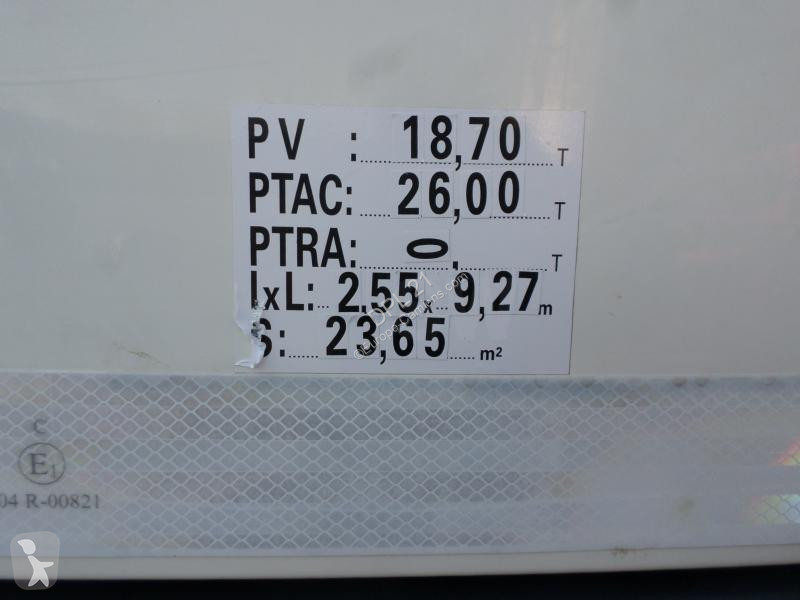 PV : 18,70 T
PTAC: 26,00 T
PTRA: 0, T
lxL: 2,55 x 9,27 m
S: 23,65 m²
C
E1
04 R-00821